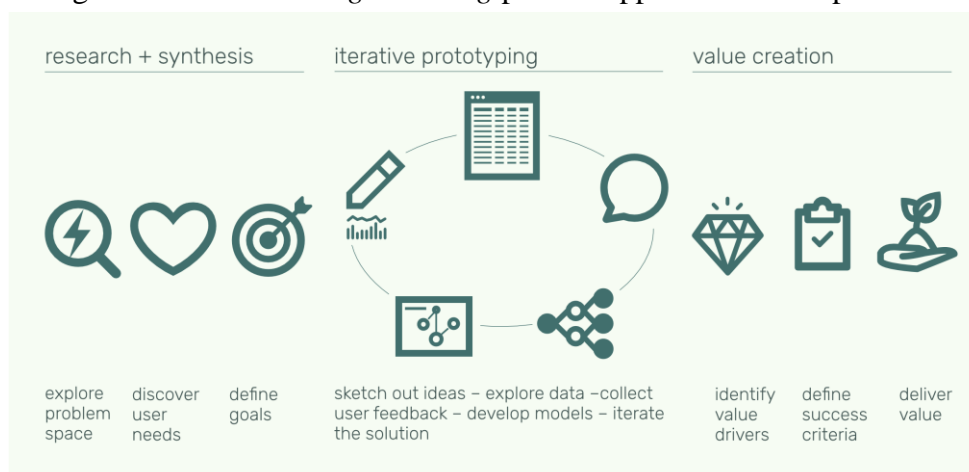 research + synthesis
iterative prototyping
value creation
explore
problem
space
discover
user
needs
define
goals
sketch out ideas – explore data –collect
user feedback – develop models – iterate
the solution
identify
value
drivers
define
success
criteria
deliver
value